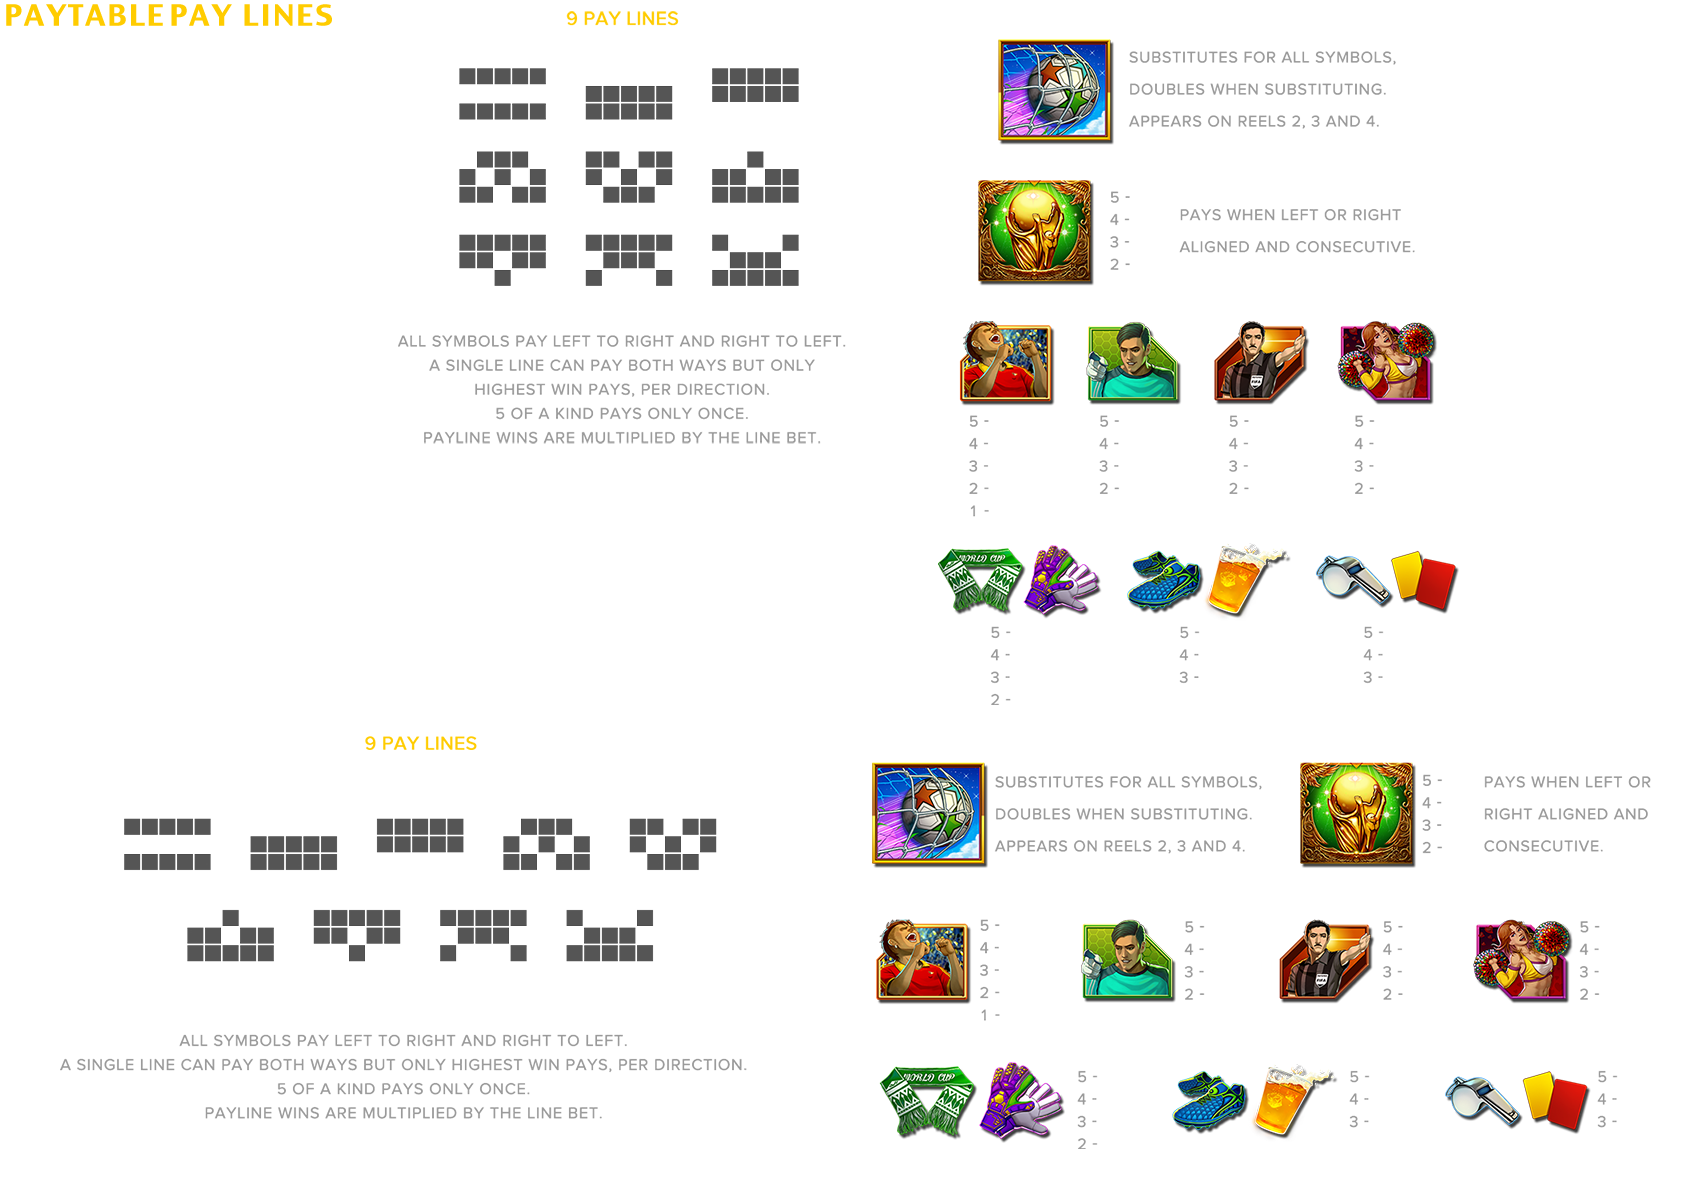 PAYTABLE PAY LINES
9 PAY LINES
ALL SYMBOLS PAY LEFT TO RIGHT AND RIGHT TO LEFT.
A SINGLE LINE CAN PAY BOTH WAYS BUT ONLY
HIGHEST WIN PAYS, PER DIRECTION.
5 OF A KIND PAYS ONLY ONCE.
PAYLINE WINS ARE MULTIPLIED BY THE LINE BET.
SUBSTITUTES FOR ALL SYMBOLS,
DOUBLES WHEN SUBSTITUTING.
APPEARS ON REELS 2, 3 AND 4.
5 -
4 -
3 -
2 -
PAYS WHEN LEFT OR RIGHT
ALIGNED AND CONSECUTIVE.
FIFA
5 -
4 -
3 -
2 -
1 -
5 -
4 -
3 -
2 -
5 -
4 -
3 -
2 -
5 -
4 -
3 -
2 -
WORLD CUP
5 -
4 -
3 -
2 -
5 -
4 -
3 -
5 -
4 -
3 -
9 PAY LINES
ALL SYMBOLS PAY LEFT TO RIGHT AND RIGHT TO LEFT.
A SINGLE LINE CAN PAY BOTH WAYS BUT ONLY HIGHEST WIN PAYS, PER DIRECTION.
5 OF A KIND PAYS ONLY ONCE.
PAYLINE WINS ARE MULTIPLIED BY THE LINE BET.
SUBSTITUTES FOR ALL SYMBOLS,
DOUBLES WHEN SUBSTITUTING.
APPEARS ON REELS 2, 3 AND 4.
5 -
4 -
3 -
2 -
PAYS WHEN LEFT OR
RIGHT ALIGNED AND
CONSECUTIVE.
5 -
4 -
3 -
2 -
1 -
5 -
4 -
3 -
2 -
FIFA
5 -
4 -
3 -
2 -
5 -
4 -
3 -
2 -
WORLD CUP
5 -
4 -
3 -
2 -
5 -
4 -
3 -
5 -
4 -
3 -